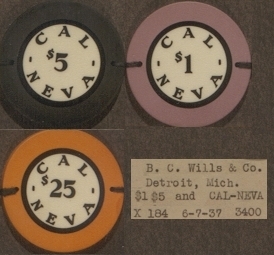 CAL
$5
NEVA
CAL
$1
NEVA
CAL
$25
NEVA
B. C. Wills & Co.
Detroit, Mich.
$1 $5 and CAL-NEVA
X 184 6-7-37 3400